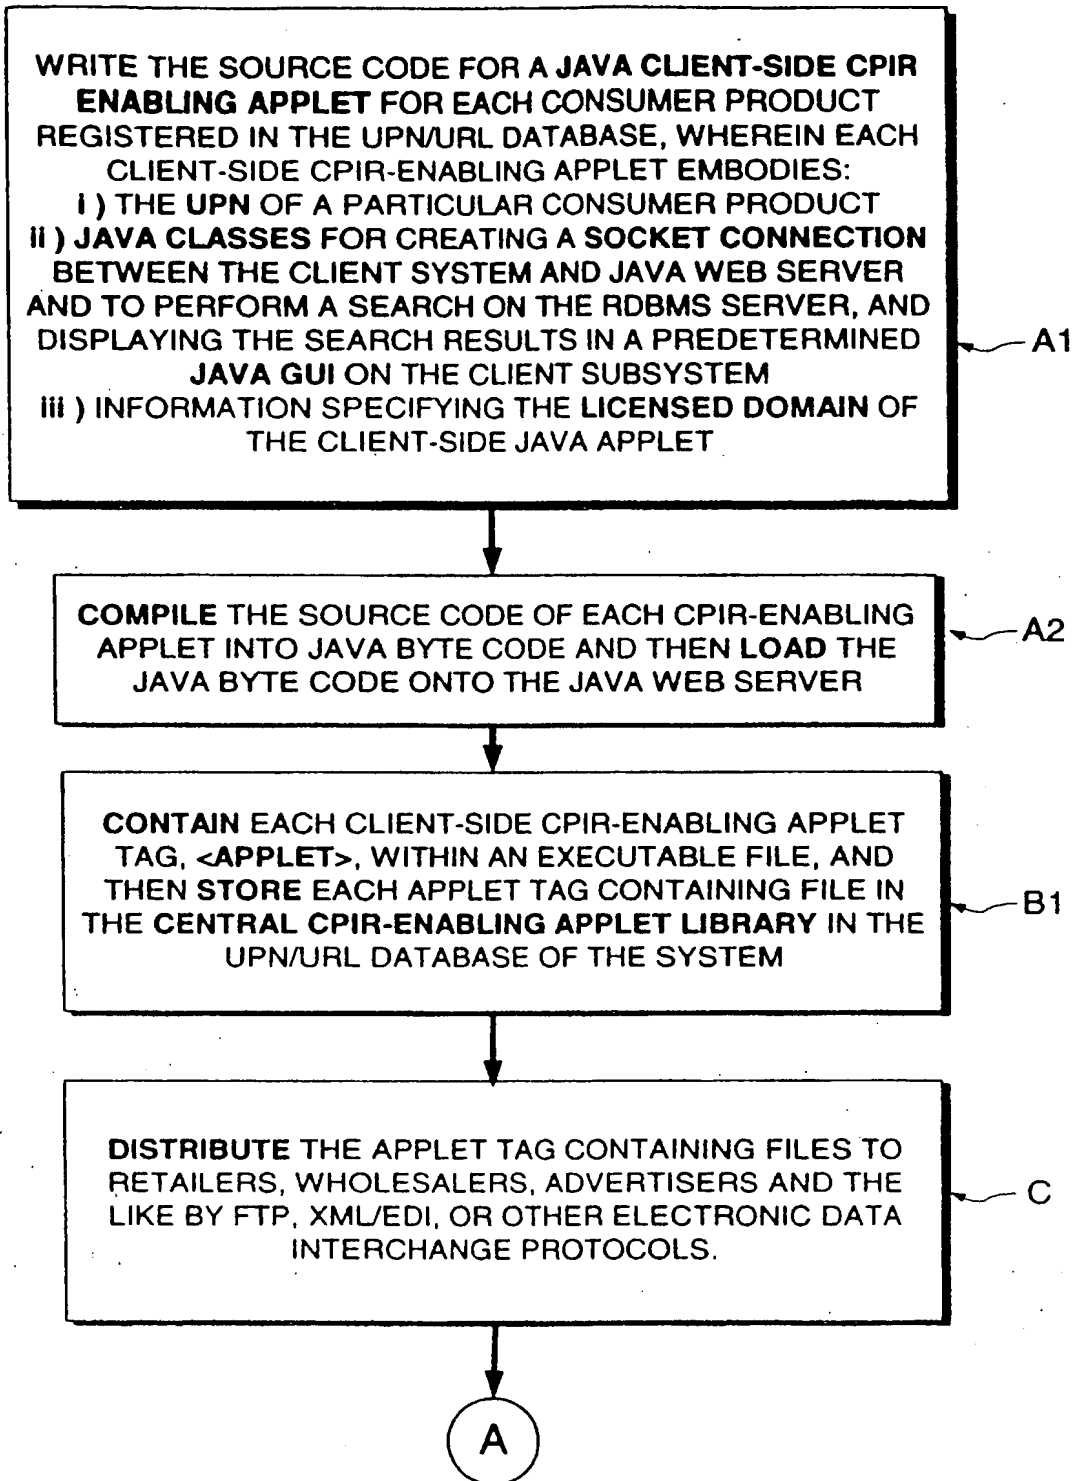 WRITE THE SOURCE CODE FOR A JAVA CLIENT-SIDE CPIR
ENABLING APPLET FOR EACH CONSUMER PRODUCT
REGISTERED IN THE UPN/URL DATABASE, WHEREIN EACH
CLIENT-SIDE CPIR-ENABLING APPLET EMBODIES:
i ) THE UPN OF A PARTICULAR CONSUMER PRODUCT
ii ) JAVA CLASSES FOR CREATING A SOCKET CONNECTION
BETWEEN THE CLIENT SYSTEM AND JAVA WEB SERVER
AND TO PERFORM A SEARCH ON THE RDBMS SERVER, AND
DISPLAYING THE SEARCH RESULTS IN A PREDETERMINED
JAVA GUI ON THE CLIENT SUBSYSTEM
iii ) INFORMATION SPECIFYING THE LICENSED DOMAIN OF
THE CLIENT-SIDE JAVA APPLET
A1
COMPILE THE SOURCE CODE OF EACH CPIR-ENABLING
APPLET INTO JAVA BYTE CODE AND THEN LOAD THE
JAVA BYTE CODE ONTO THE JAVA WEB SERVER
A2
CONTAIN EACH CLIENT-SIDE CPIR-ENABLING APPLET
TAG, <APPLET>, WITHIN AN EXECUTABLE FILE, AND
THEN STORE EACH APPLET TAG CONTAINING FILE IN
THE CENTRAL CPIR-ENABLING APPLET LIBRARY IN THE
UPN/URL DATABASE OF THE SYSTEM
B1
DISTRIBUTE THE APPLET TAG CONTAINING FILES TO
RETAILERS, WHOLESALERS, ADVERTISERS AND THE
LIKE BY FTP, XML/EDI, OR OTHER ELECTRONIC DATA
INTERCHANGE PROTOCOLS.
C
A